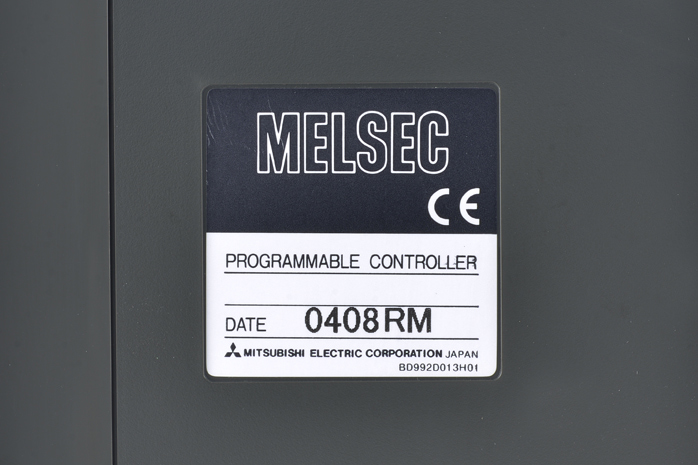 MELSEC
CE
PROGRAMMABLE CONTROLLER
DATE 0408RM
MITSUBISHI ELECTRIC CORPORATION JAPAN
BD992D013H01